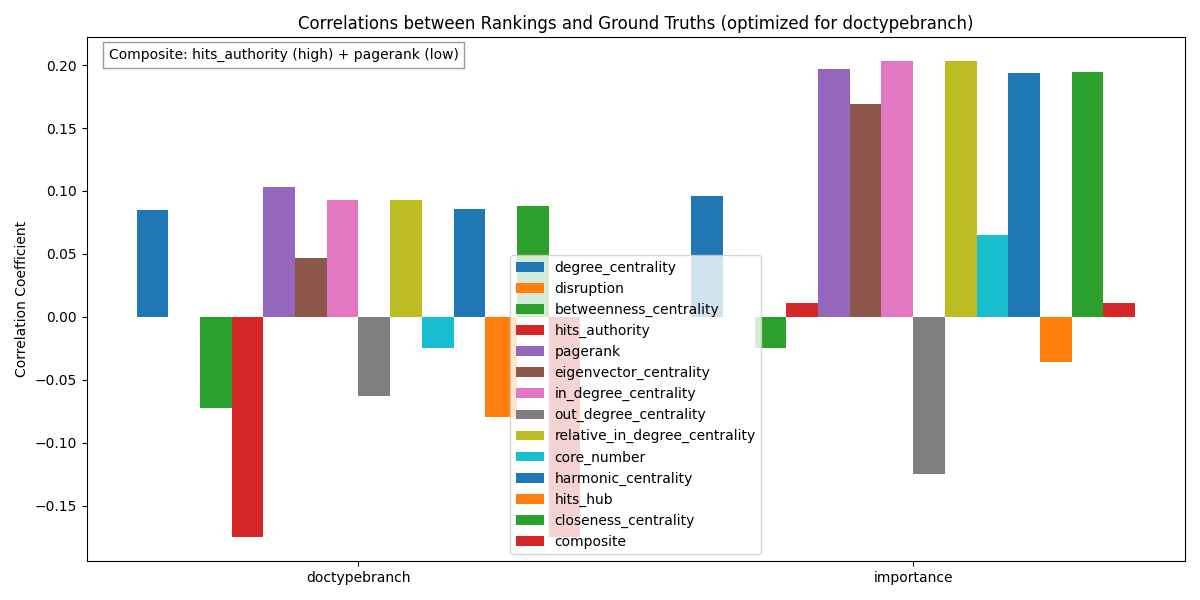 Correlations between Rankings and Ground Truths (optimized for doctypebranch)
Composite: hits_authority (high) + pagerank (low)
Correlation Coefficient
0.20
0.15
0.10
0.05
0.00
−0.05
−0.10
−0.15
degree_centrality
disruption
betweenness_centrality
hits_authority
pagerank
eigenvector_centrality
in_degree_centrality
out_degree_centrality
relative_in_degree_centrality
core_number
harmonic_centrality
hits_hub
closeness_centrality
composite
doctypebranch
importance